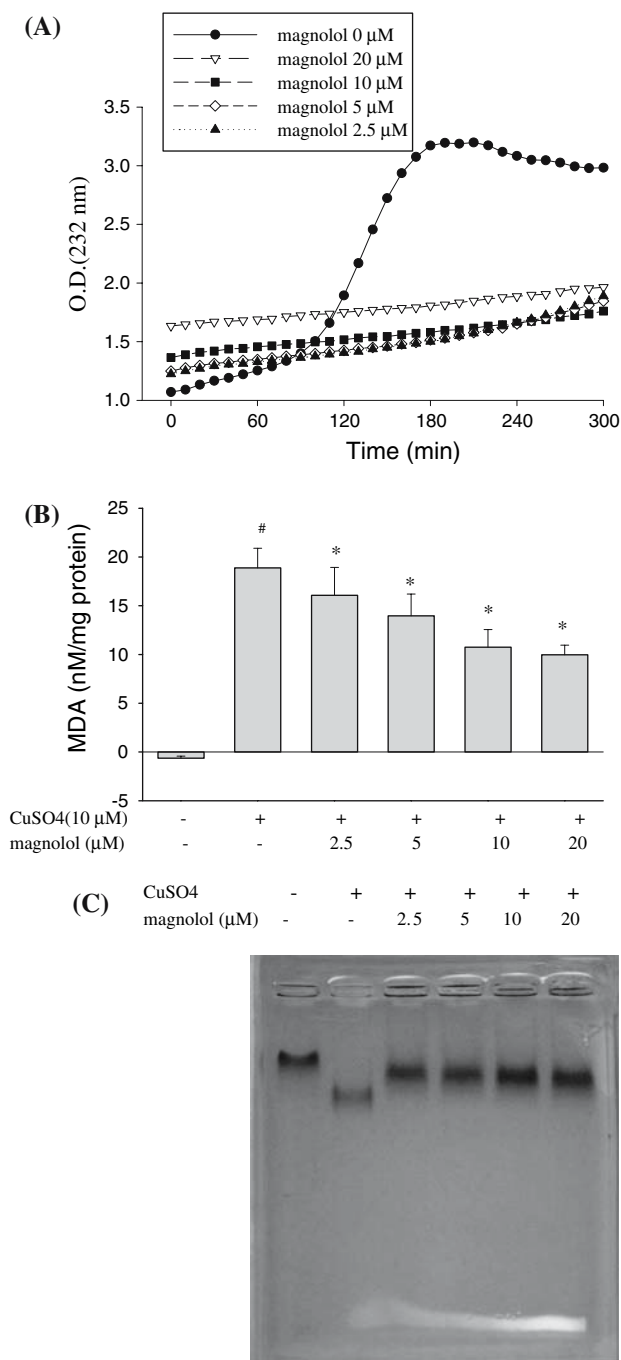 (A)
magnolol 0 μM
magnolol 20 μM
magnolol 10 μM
magnolol 5 μM
magnolol 2.5 μM
3.5
3.0
2.5
2.0
1.5
1.0
O.D.(232 nm)
0 60 120 180 240 300
Time (min)
(B)
25
20
15
10
5
0
-5
MDA (nM/mg protein)
# * * * *
CuSO4(10 μM) - + + + + +
magnolol (μM) - - 2.5 5 10 20
(C)
CuSO4 - + + + + +
magnolol (μM) - - 2.5 5 10 20